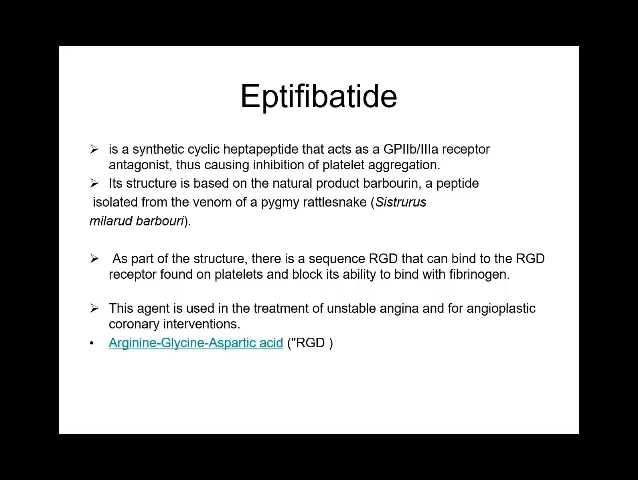 Eptifibatide
➢ is a synthetic cyclic heptapeptide that acts as a GPIIb/IIIa receptor
antagonist, thus causing inhibition of platelet aggregation.
➢ Its structure is based on the natural product barbourin, a peptide
isolated from the venom of a pygmy rattlesnake (Sistrurus
milarud barbouri).
➢ As part of the structure, there is a sequence RGD that can bind to the RGD
receptor found on platelets and block its ability to bind with fibrinogen.
➢ This agent is used in the treatment of unstable angina and for angioplastic
coronary interventions.
• Arginine-Glycine-Aspartic acid ("RGD )